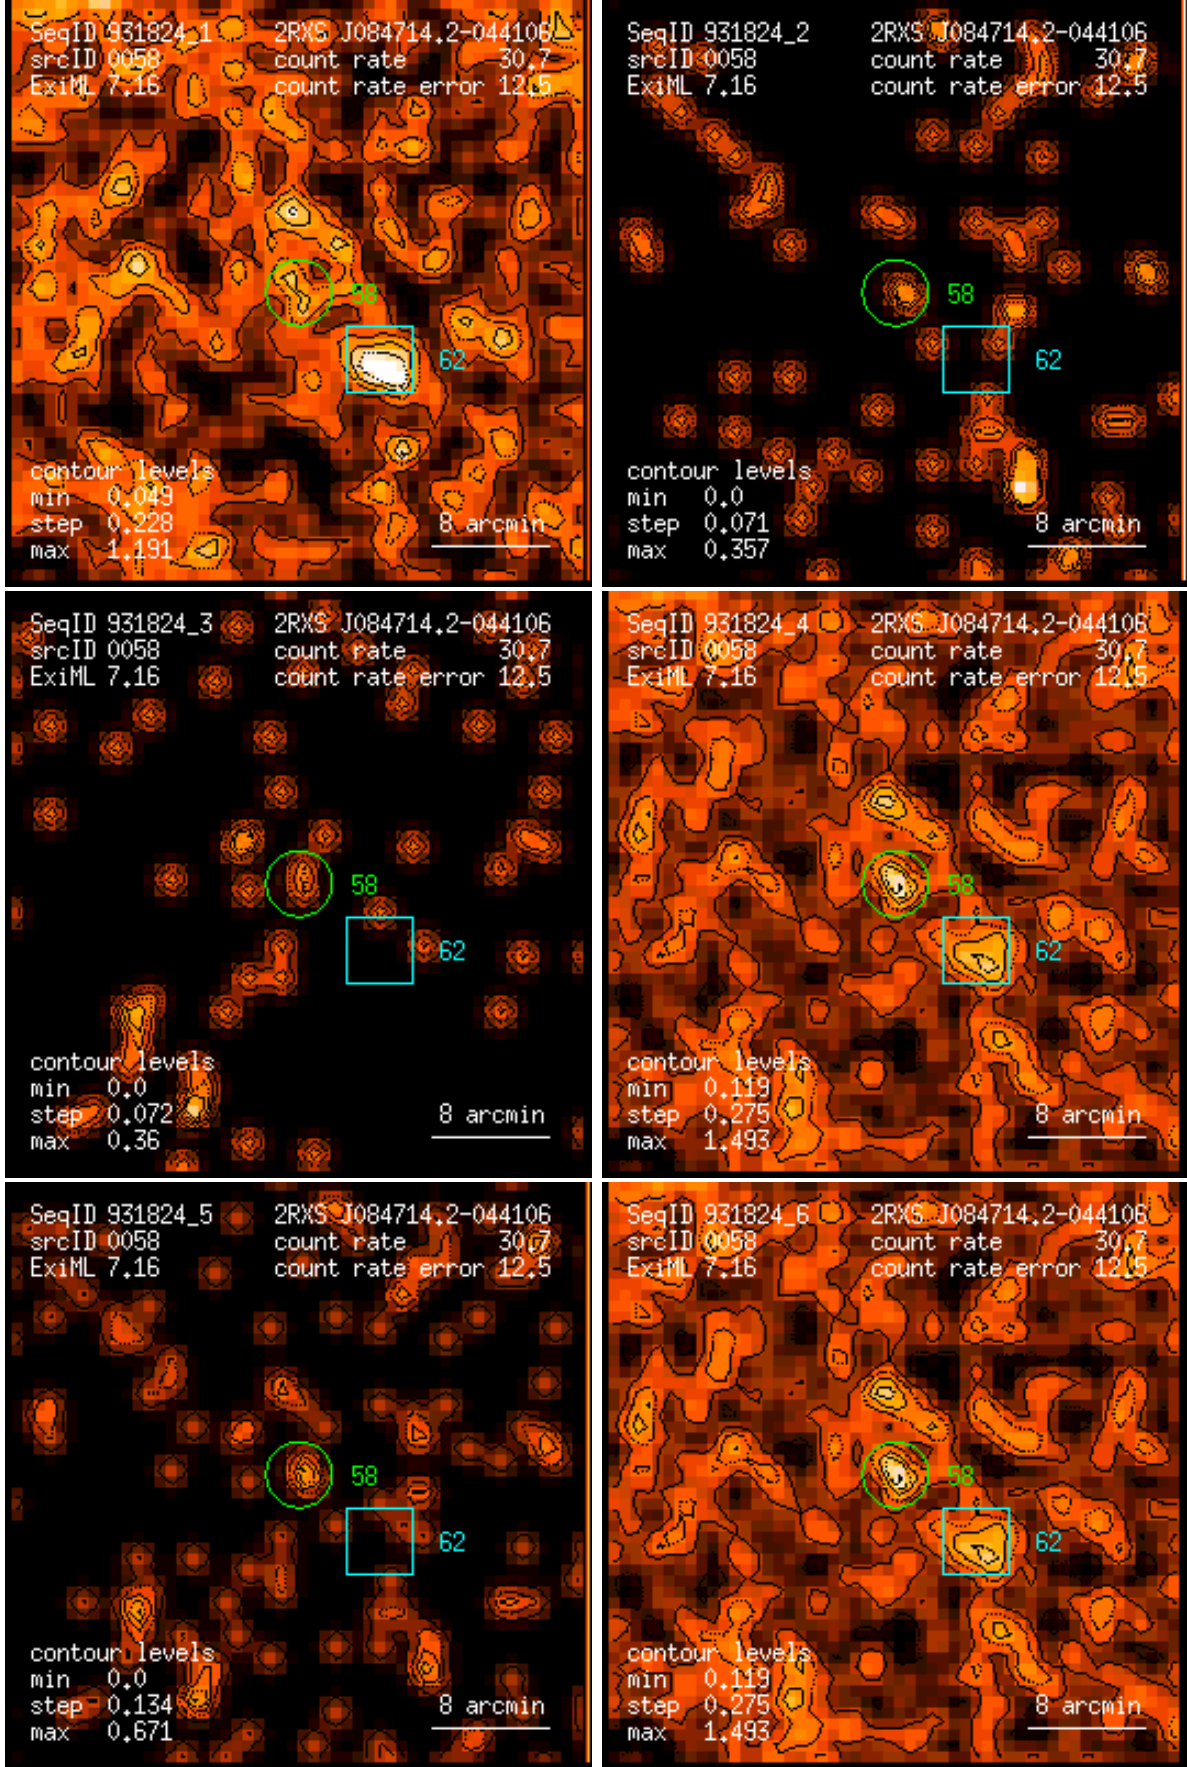 SeqID 931824_1 2RXS J084714.2-044106
srcID 0058 count rate 30.7
ExiML 7.16 count rate error 12.5
58
62
contour levels
min 0.049
step 0.228
max 1.191
8 arcmin
SeqID 931824_2 2RXS J084714.2-044106
srcID 0058 count rate 30.7
ExiML 7.16 count rate error 12.5
58
62
contour levels
min 0.0
step 0.071
max 0.357
8 arcmin
SeqID 931824_3 2RXS J084714.2-044106
srcID 0058 count rate 30.7
ExiML 7.16 count rate error 12.5
58
62
contour levels
min 0.0
step 0.072
max 0.36
8 arcmin
SeqID 931824_4 2RXS J084714.2-044106
srcID 0058 count rate 30.7
ExiML 7.16 count rate error 12.5
58
62
contour levels
min 0.119
step 0.275
max 1.493
8 arcmin
SeqID 931824_5 2RXS J084714.2-044106
srcID 0058 count rate 30.7
ExiML 7.16 count rate error 12.5
58
62
contour levels
min 0.0
step 0.134
max 0.671
8 arcmin
SeqID 931824_6 2RXS J084714.2-044106
srcID 0058 count rate 30.7
ExiML 7.16 count rate error 12.5
58
62
contour levels
min 0.119
step 0.275
max 1.493
8 arcmin